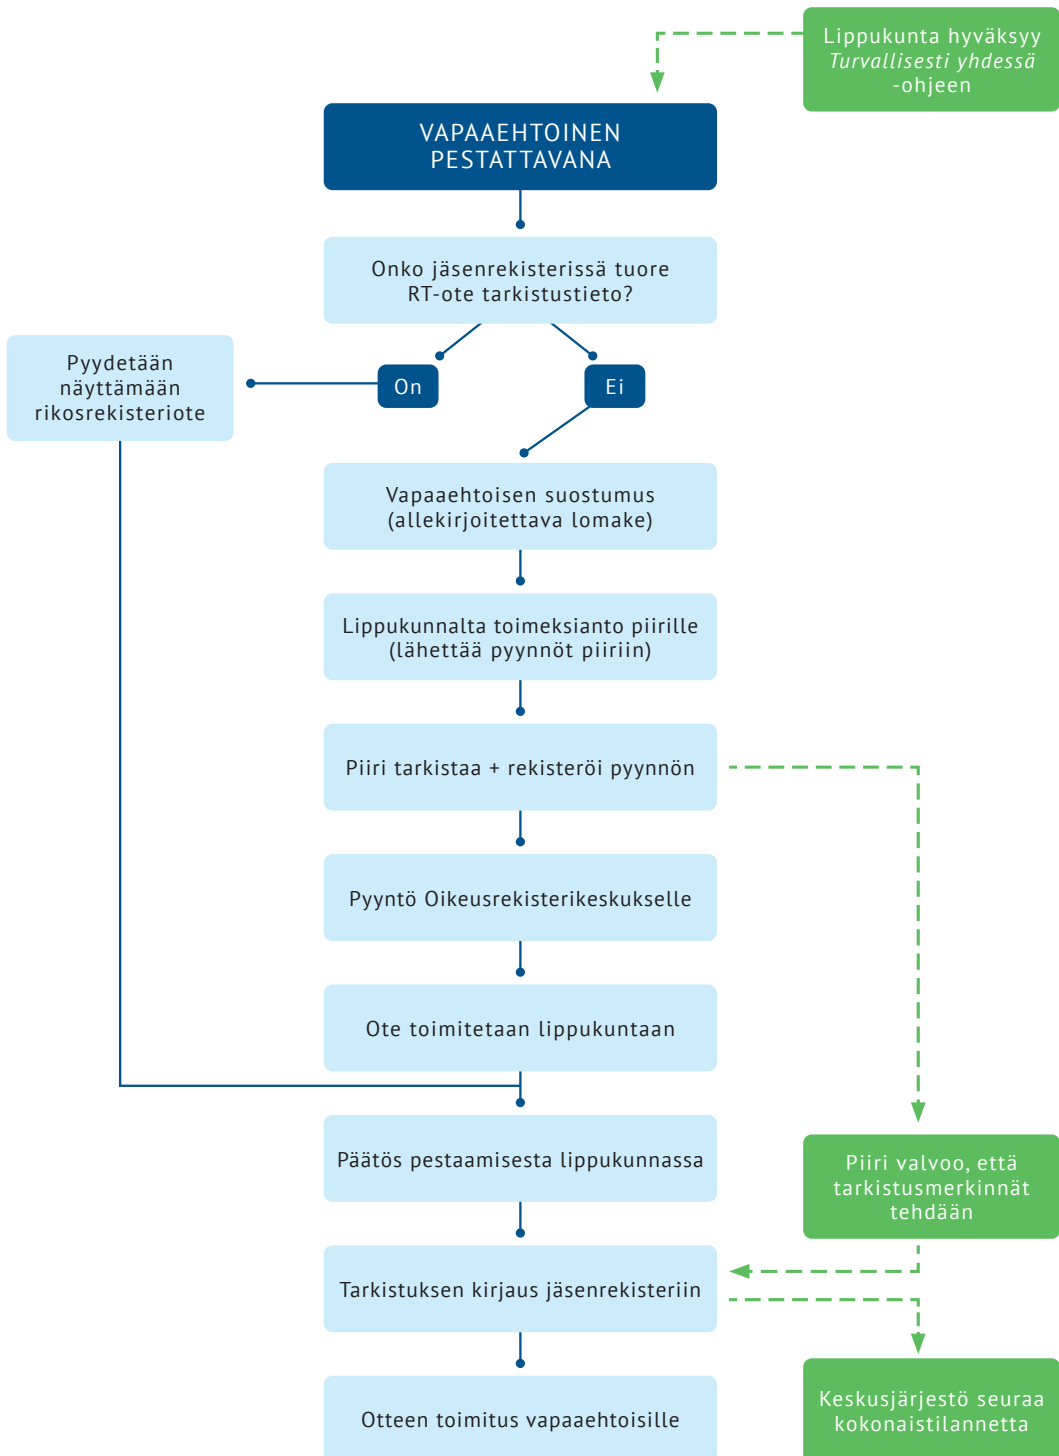 Lippukunta hyväksyy
Turvallisesti yhdessä
-ohjeen
VAPAAEHTOINEN
PESTATTAVANA
Onko jäsenrekisterissä tuore
RT-ote tarkistustieto?
Pyydetään
näyttämään
rikosrekisteriote
On
Ei
Vapaaehtoisen suostumus
(allekirjoitettava lomake)
Lippukunnalta toimeksianto piirille
(lähettää pyynnöt piiriin)
Piiri tarkistaa + rekisteröi pyynnön
Pyyntö Oikeusrekisterikeskukselle
Ote toimitetaan lippukuntaan
Päätös pestaamisesta lippukunnassa
Piiri valvoo, että
tarkistusmerkinnät
tehdään
Tarkistuksen kirjaus jäsenrekisteriin
Otteen toimitus vapaaehtoisille
Keskusjärjestö seuraa
kokonaistilannetta